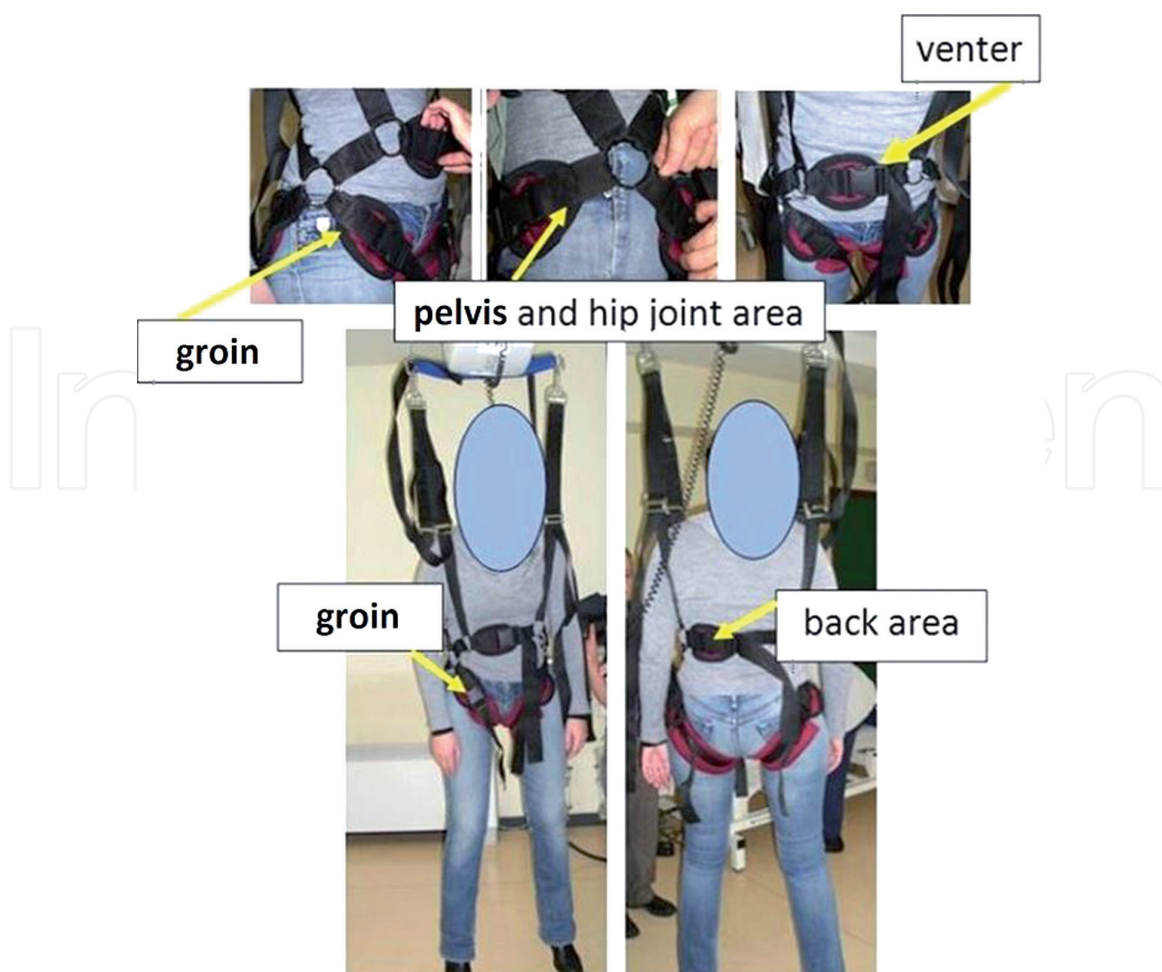 venter
pelvis and hip joint area
groin
groin
back area